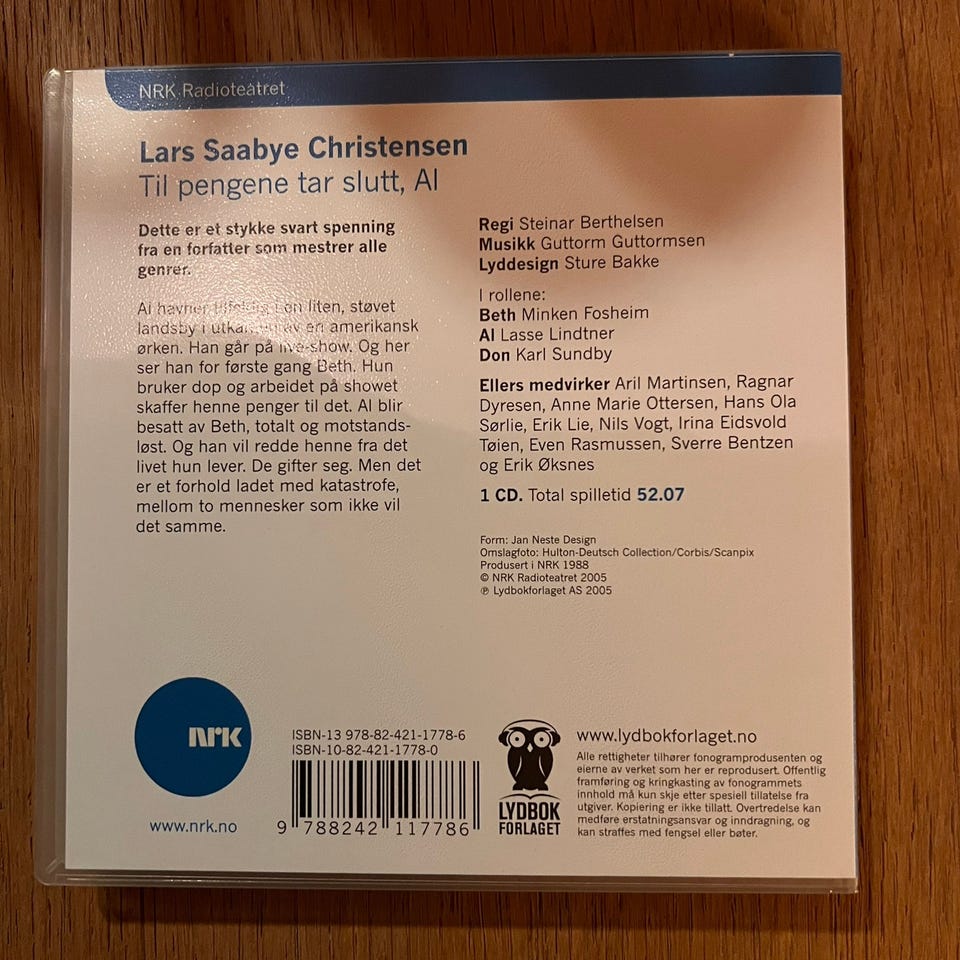 NRK Radioteatret
Lars Saabye Christensen
Til pengene tar slutt, Al
Dette er et stykke svart spenning
fra en forfatter som mestrer alle
genrer.
Al havner tilfeldig i en liten, støvet
landsby i utkanten av en amerikansk
ørken. Han går på live-show. Og her
ser han for første gang Beth. Hun
bruker dop og arbeidet på showet
skaffer henne penger til det. Al blir
besatt av Beth, totalt og motstands-
løst. Og han vil redde henne fra det
livet hun lever. De gifter seg. Men det
er et forhold ladet med katastrofe,
mellom to mennesker som ikke vil
det samme.
Regi Steinar Berthelsen
Musikk Guttorm Guttormsen
Lyddesign Sture Bakke
I rollene:
Beth Minken Fosheim
Al Lasse Lindtner
Don Karl Sundby
Ellers medvirker Aril Martinsen, Ragnar
Dyresen, Anne Marie Ottersen, Hans Ola
Sørlie, Erik Lie, Nils Vogt, Irina Eidsvold
Tøien, Even Rasmussen, Sverre Bentzen
og Erik Øksnes
1 CD. Total spilletid 52.07
Form: Jan Neste Design
Omslagfoto: Hulton-Deutsch Collection/Corbis/Scanpix
Produsert i NRK 1988
© NRK Radioteatret 2005
℗ Lydbokforlaget AS 2005
NRK
www.nrk.no
ISBN-13 978-82-421-1778-6
ISBN-10-82-421-1778-0
9 788242 117786
LYDBOK
FORLAGET
www.lydbokforlaget.no
Alle rettigheter tilhører fonogramprodusenten og
eierne av verket som her er reprodusert. Offentlig
framføring og kringkasting av fonogrammets
innhold må kun skje etter spesiell tillatelse fra
utgiver. Kopiering er ikke tillatt. Overtredelse kan
medføre erstatningsansvar og inndragning, og
kan straffes med fengsel eller bøter.